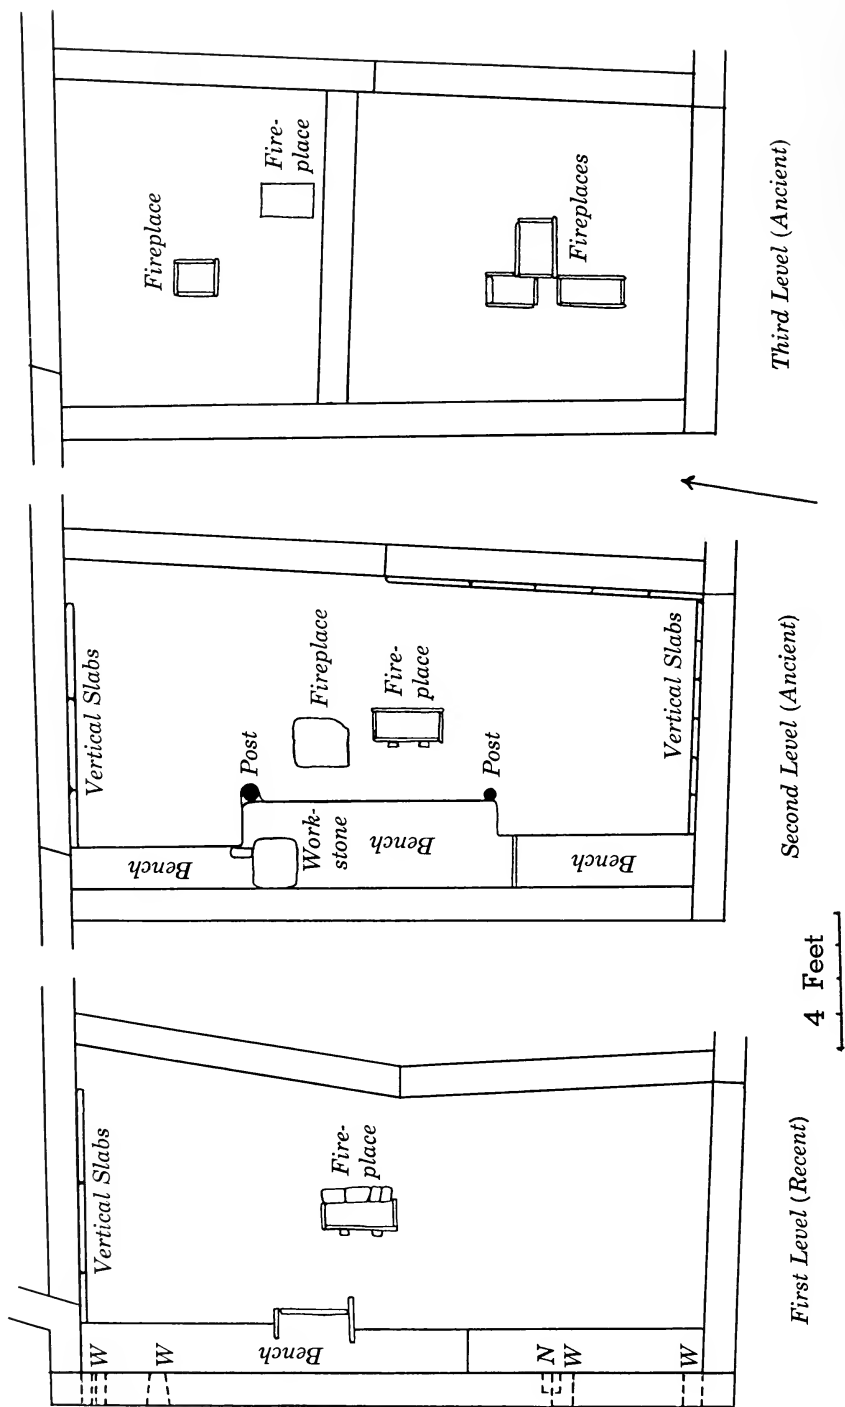 W
Vertical Slabs
W
Bench
Fire-
place
N
W
W
First Level (Recent)
Vertical Slabs
Bench
Post
Work-
stone
Fireplace
Bench
Fire-
place
Post
Bench
Vertical Slabs
Second Level (Ancient)
Fireplace
Fire-
place
Fireplaces
Third Level (Ancient)
4 Feet